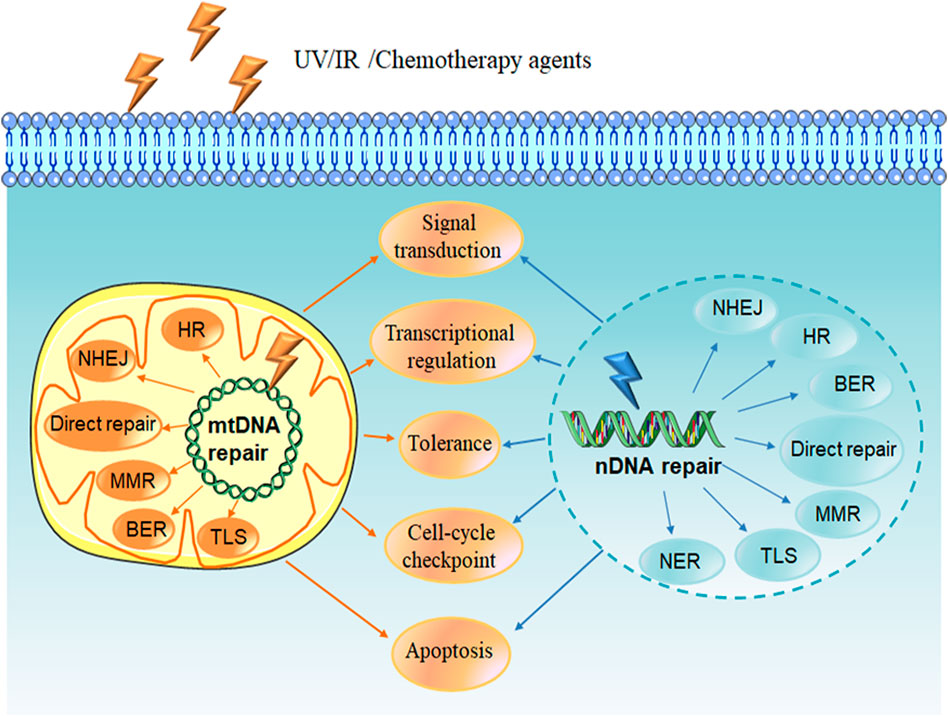 UV/IR /Chemotherapy agents
Signal
transduction
Transcriptional
regulation
Tolerance
Cell-cycle
checkpoint
Apoptosis
HR
NHEJ
Direct repair
MMR
BER
TLS
mtDNA
repair
NHEJ
HR
BER
Direct repair
MMR
TLS
NER
nDNA repair